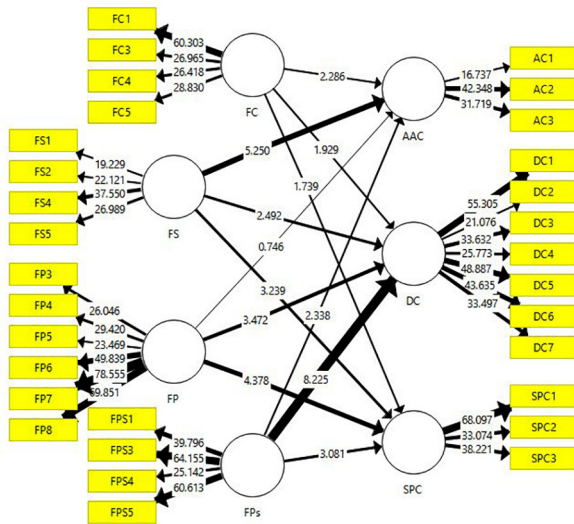 FC1
FC3
FC4
FC5
60.303
26.965
26.418
28.830
FC
FS1
FS2
FS4
FS5
19.229
22.121
37.550
26.989
FS
FP3
FP4
FP5
FP6
FP7
FP8
26.046
29.420
23.469
49.839
78.555
69.851
FP
FPS1
FPS3
FPS4
FPS5
39.796
64.155
25.142
60.613
FPs
2.286
1.929
1.739
5.250
2.492
3.239
0.746
3.472
4.378
2.338
8.225
3.081
AAC
16.737
42.348
31.719
AC1
AC2
AC3
DC
55.305
21.076
33.632
25.773
48.887
43.635
33.497
DC1
DC2
DC3
DC4
DC5
DC6
DC7
SPC
68.097
33.074
38.221
SPC1
SPC2
SPC3